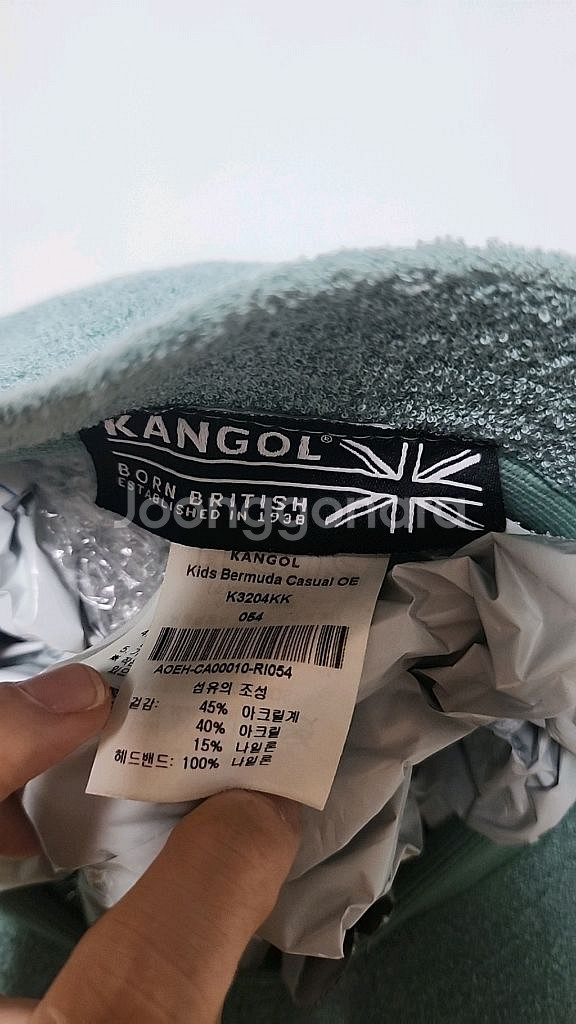 KANGOL®
BORN BRITISH
ESTABLISHED IN 1938
Joonggonara
KANGOL
Kids Bermuda Casual OE
K3204KK
054
AOEH-CA00010-RI054
섬유의 조성
겉감: 45% 아크릴계
40% 아크릴
15% 나일론
헤드밴드: 100% 나일론